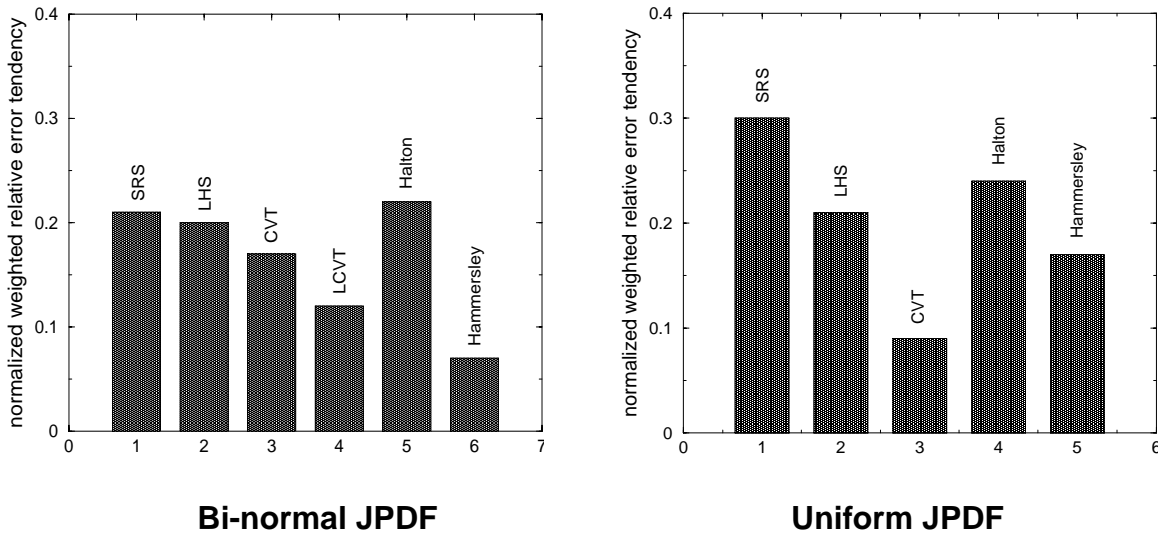 normalized weighted relative error tendency
0.4
0.3
0.2
0.1
0
SRS
LHS
CVT
LCVT
Halton
Hammersley
0 1 2 3 4 5 6 7
Bi-normal JPDF
normalized weighted relative error tendency
0.4
0.3
0.2
0.1
0
SRS
LHS
CVT
Halton
Hammersley
0 1 2 3 4 5 6
Uniform JPDF